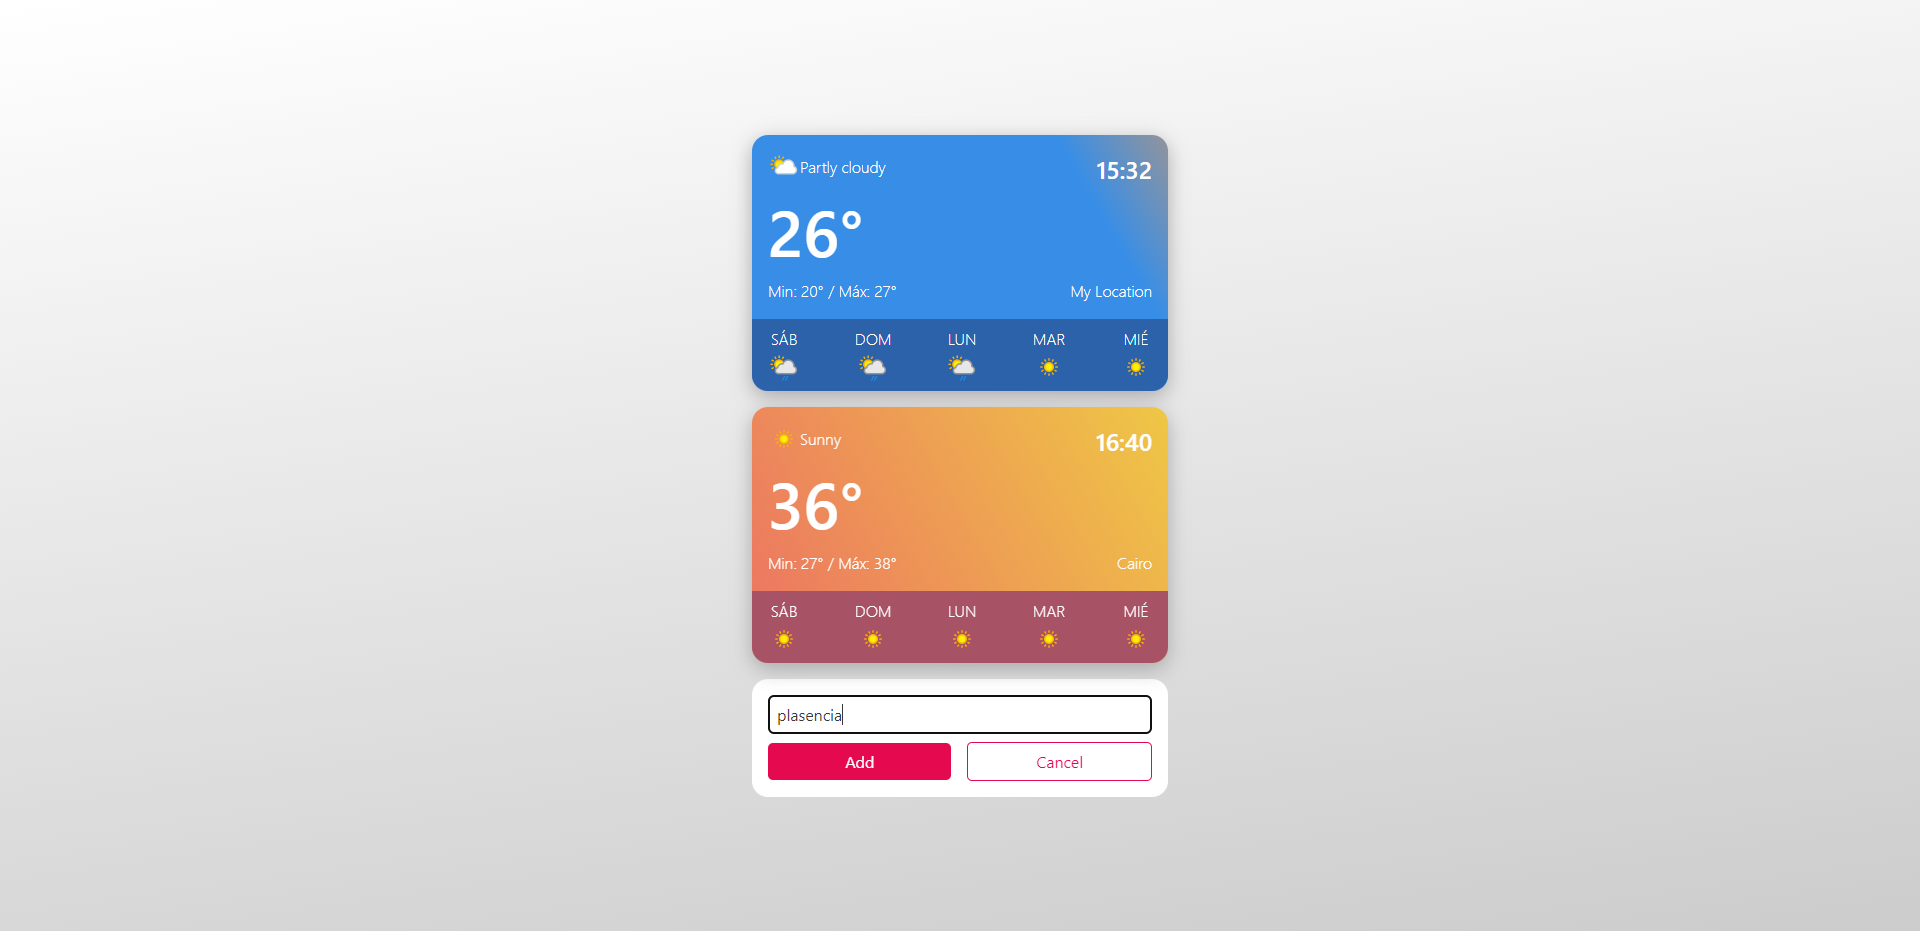 Partly cloudy 15:32
26°
Min: 20° / Máx: 27° My Location
SÁB DOM LUN MAR MIÉ
Sunny 16:40
36°
Min: 27° / Máx: 38° Cairo
SÁB DOM LUN MAR MIÉ
plasencia
Add Cancel